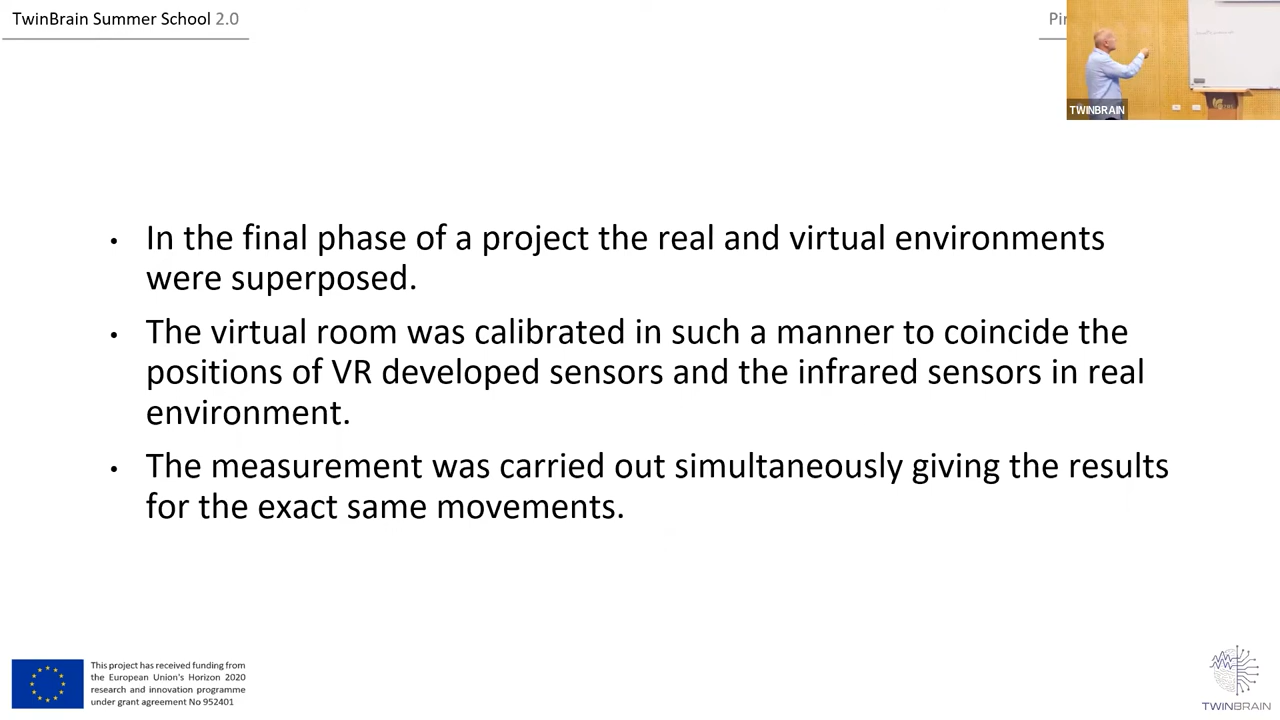 TwinBrain Summer School 2.0
TWINBRAIN
• In the final phase of a project the real and virtual environments
were superposed.
• The virtual room was calibrated in such a manner to coincide the
positions of VR developed sensors and the infrared sensors in real
environment.
• The measurement was carried out simultaneously giving the results
for the exact same movements.
This project has received funding from
the European Union's Horizon 2020
research and innovation programme
under grant agreement No 952401
TWINBRAIN